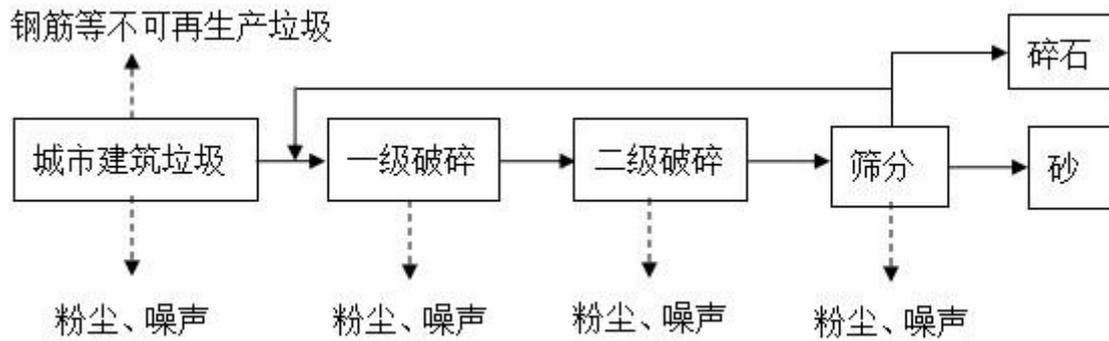 钢筋等不可再生产垃圾
碎石
城市建筑垃圾
一级破碎
二级破碎
筛分
砂
粉尘、噪声
粉尘、噪声
粉尘、噪声
粉尘、噪声